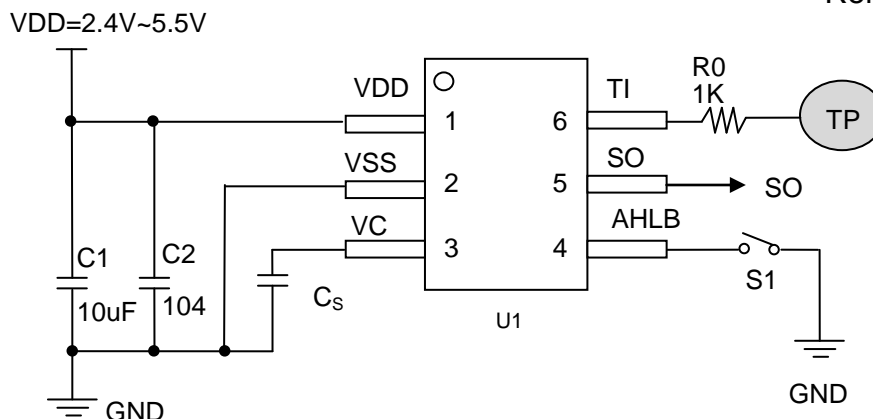 VDD=2.4V~5.5V
VDD
1
VSS
2
VC
3
6
TI
5
SO
4
AHLB
R0
1K
TP
SO
S1
C1
10uF
C2
104
CS
U1
GND
GND